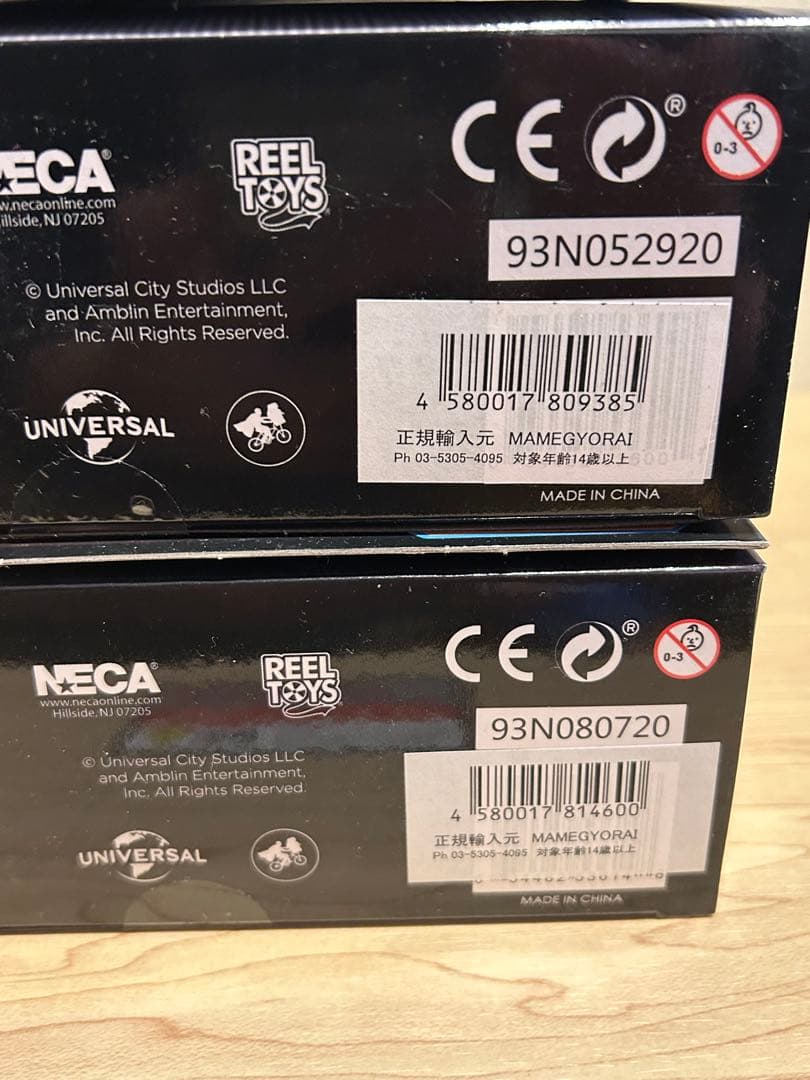 NECA®
www.necaonline.com
Hillside, NJ 07205
REEL
TOYS
CE ® 0-3
93N052920
© Universal City Studios LLC
and Amblin Entertainment,
Inc. All Rights Reserved.
UNIVERSAL
4 580017 809385
正規輸入元 MAMEGYORAI
Ph 03-5305-4095 対象年齢14歳以上
MADE IN CHINA
NECA®
www.necaonline.com
Hillside, NJ 07205
REEL
TOYS
CE ® 0-3
93N080720
© Universal City Studios LLC
and Amblin Entertainment,
Inc. All Rights Reserved.
UNIVERSAL
4 580017 814600
正規輸入元 MAMEGYORAI
Ph 03-5305-4095 対象年齢14歳以上
MADE IN CHINA